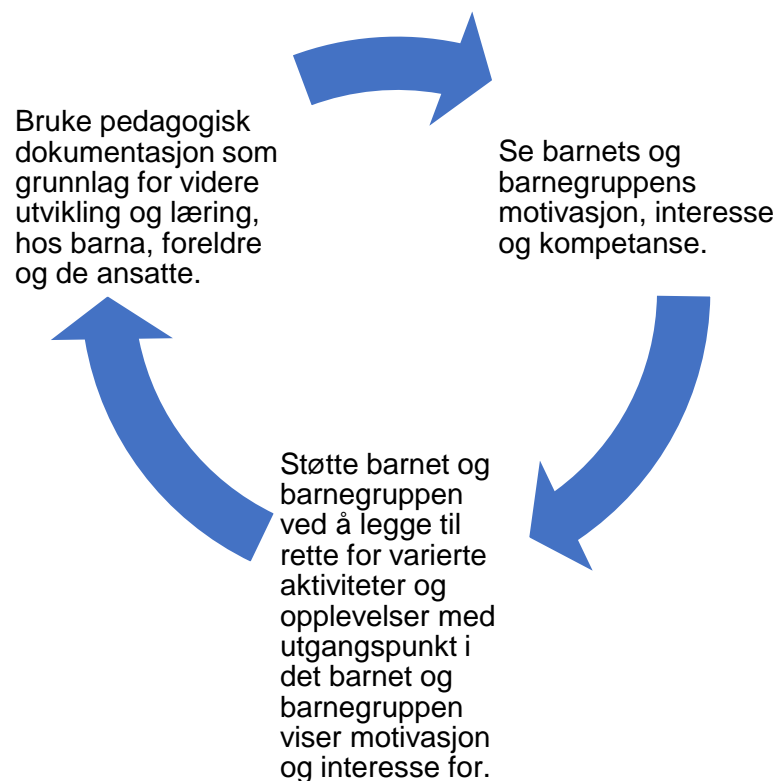 Bruke pedagogisk
dokumentasjon som
grunnlag for videre
utvikling og læring,
hos barna, foreldre
og de ansatte.
Se barnets og
barnegruppens
motivasjon, interesse
og kompetanse.
Støtte barnet og
barnegruppen
ved å legge til
rette for varierte
aktiviteter og
opplevelser med
utgangspunkt i
det barnet og
barnegruppen
viser motivasjon
og interesse for.